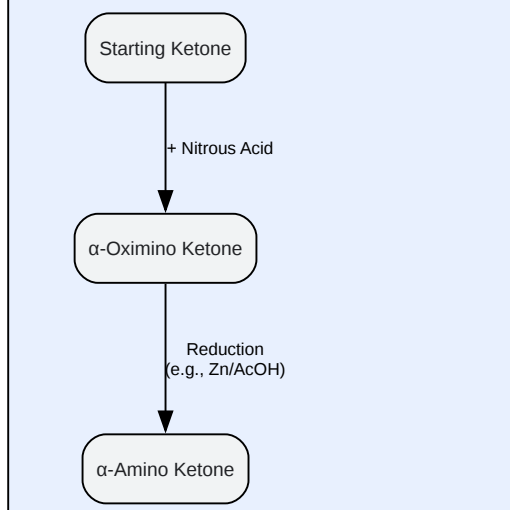 Starting Ketone
+ Nitrous Acid
α-Oximino Ketone
Reduction
(e.g., Zn/AcOH)
α-Amino Ketone